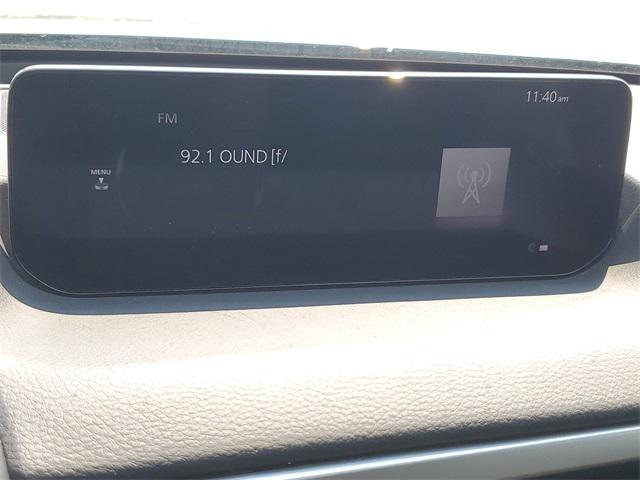 11:40am
FM
92.1 OUND [f/
MENU